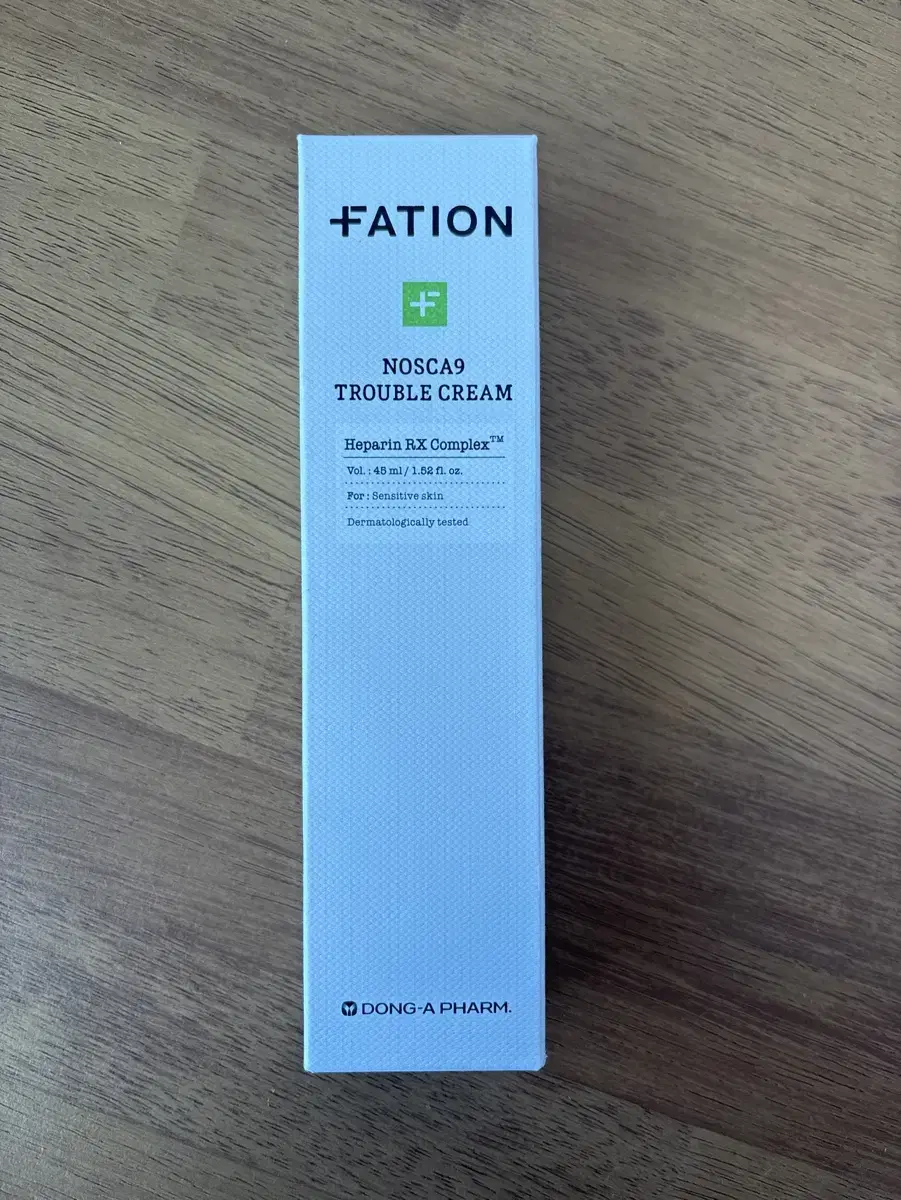 FATION
NOSCA9
TROUBLE CREAM
Heparin RX Complex™
Vol. : 45 ml / 1.52 fl. oz.
For : Sensitive skin
Dermatologically tested
DONG-A PHARM.